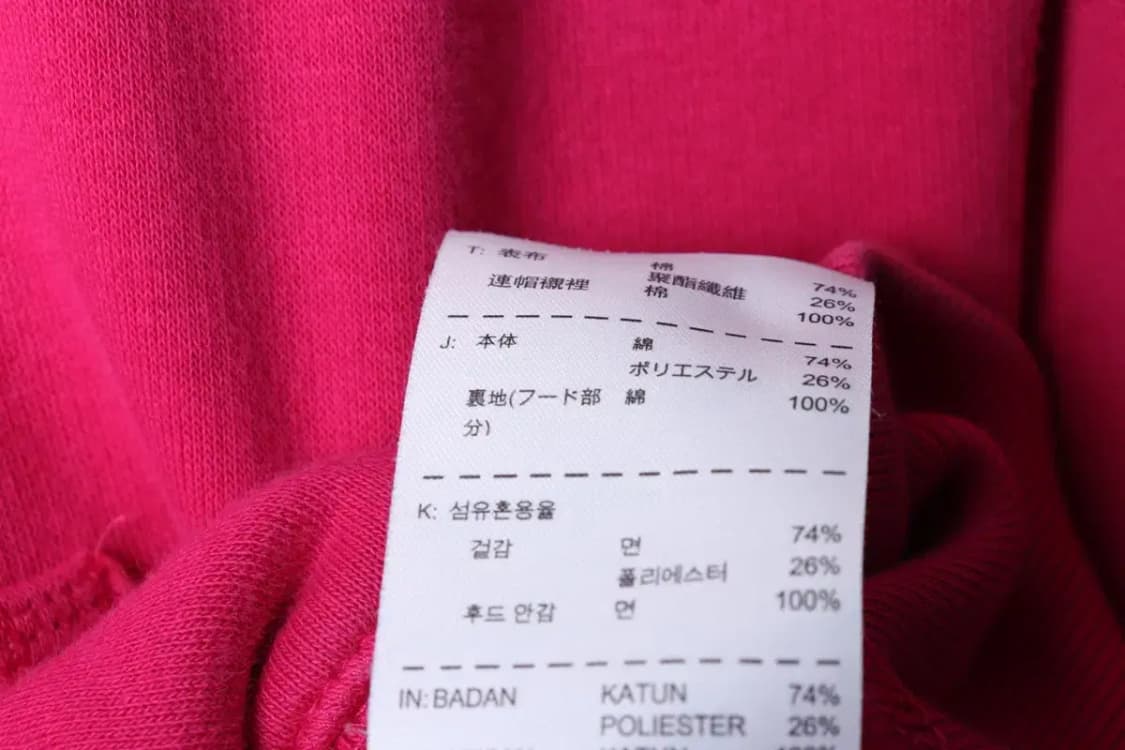 T: 表布 棉 74%
聚酯纖維 26%
連帽襯裡 棉 100%
J: 本体 綿 74%
ポリエステル 26%
裏地(フード部 綿 100%
分)
K: 섬유혼용율
겉감 면 74%
폴리에스터 26%
후드 안감 면 100%
IN: BADAN KATUN 74%
POLIESTER 26%